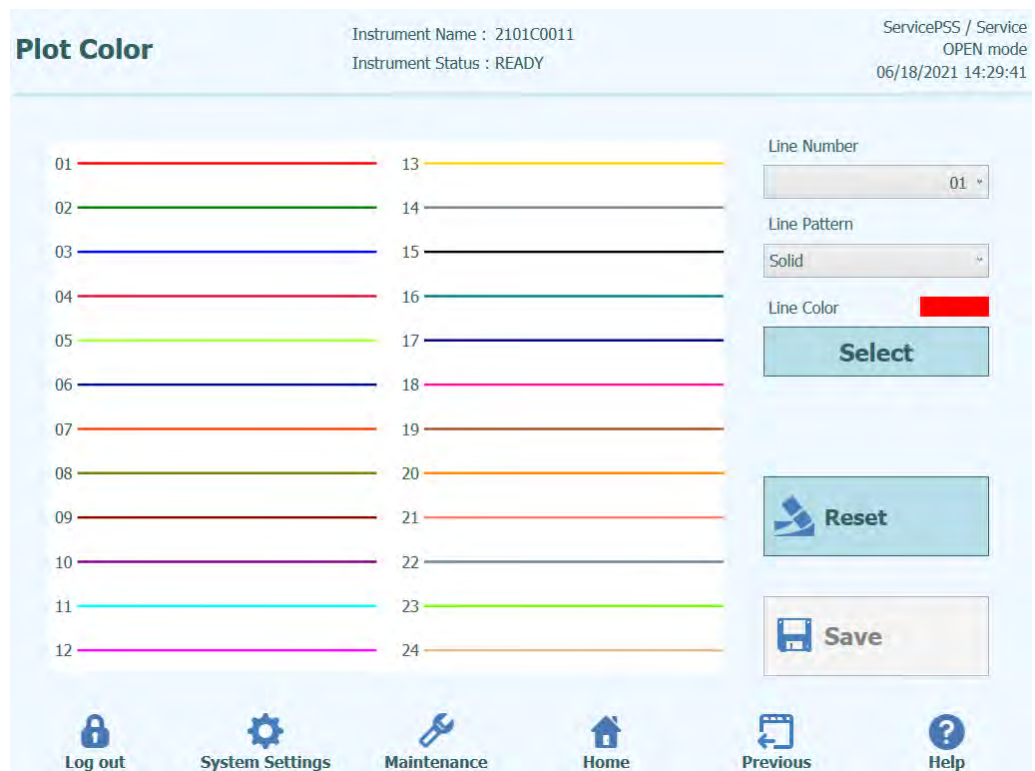 Plot Color
Instrument Name : 2101C0011
Instrument Status : READY
ServicePSS / Service
OPEN mode
06/18/2021 14:29:41
01
02
03
04
05
06
07
08
09
10
11
12
13
14
15
16
17
18
19
20
21
22
23
24
Line Number
01
Line Pattern
Solid
Line Color
Select
Reset
Save
Log out
System Settings
Maintenance
Home
Previous
Help